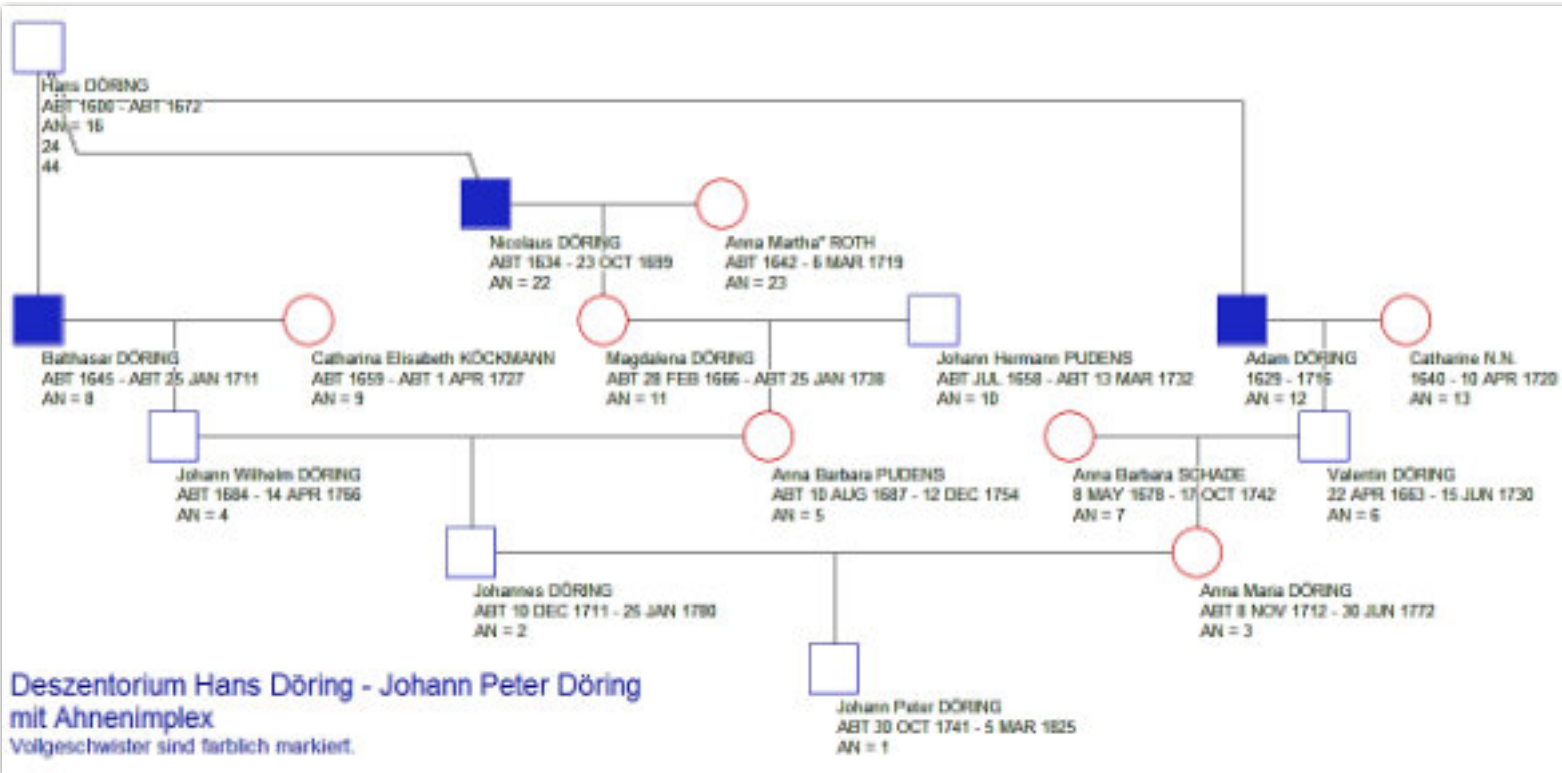 Hans DÖRING
ABT 1600 - ABT 1672
AN = 16
24
44
Nicolaus DÖRING
ABT 1634 - 23 OCT 1699
AN = 22
Anna Martha" ROTH
ABT 1642 - 6 MAR 1719
AN = 23
Balthasar DÖRING
ABT 1645 - ABT 25 JAN 1711
AN = 8
Catharina Elisabeth KÖCKMANN
ABT 1659 - ABT 1 APR 1727
AN = 9
Magdalena DÖRING
ABT 28 FEB 1666 - ABT 25 JAN 1738
AN = 11
Johann Hermann PUDENS
ABT JUL 1658 - ABT 13 MAR 1732
AN = 10
Adam DÖRING
1629 - 1716
AN = 12
Catharine N.N.
1640 - 10 APR 1720
AN = 13
Johann Wilhelm DÖRING
ABT 1684 - 14 APR 1766
AN = 4
Anna Barbara PUDENS
ABT 10 AUG 1687 - 12 DEC 1754
AN = 5
Anna Barbara SCHADE
8 MAY 1678 - 17 OCT 1742
AN = 7
Valentin DÖRING
22 APR 1663 - 15 JUN 1730
AN = 6
Johannes DÖRING
ABT 10 DEC 1711 - JAN 1780
AN = 2
Anna Maria DÖRING
ABT 8 NOV 1712 - 30 JUN 1772
AN = 3
Johann Peter DÖRING
ABT 30 OCT 1741 - 5 MAR 1825
AN = 1
Deszentorium Hans Döring - Johann Peter Döring
mit Ahnenimplex
Vollgeschwister sind farblich markiert.